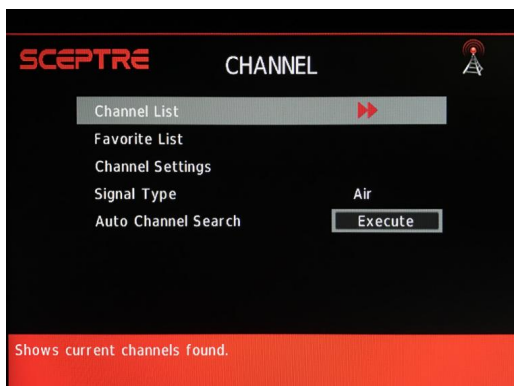 SCEPTRE
CHANNEL
Channel List
Favorite List
Channel Settings
Signal Type Air
Auto Channel Search Execute
Shows current channels found.